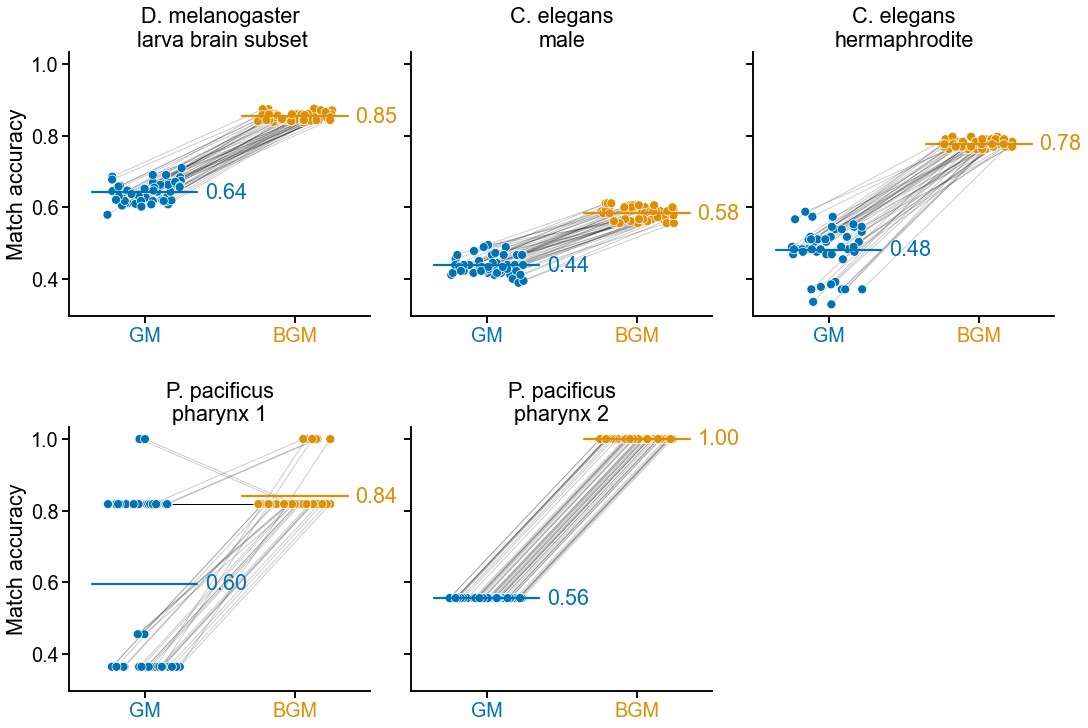 D. melanogaster
larva brain subset
C. elegans
male
C. elegans
hermaphrodite
Match accuracy
1.0
0.8
0.6
0.4
0.64
0.85
0.44
0.58
0.48
0.78
GM
BGM
GM
BGM
GM
BGM
P. pacificus
pharynx 1
P. pacificus
pharynx 2
Match accuracy
1.0
0.8
0.6
0.4
0.60
0.84
0.56
1.00
GM
BGM
GM
BGM